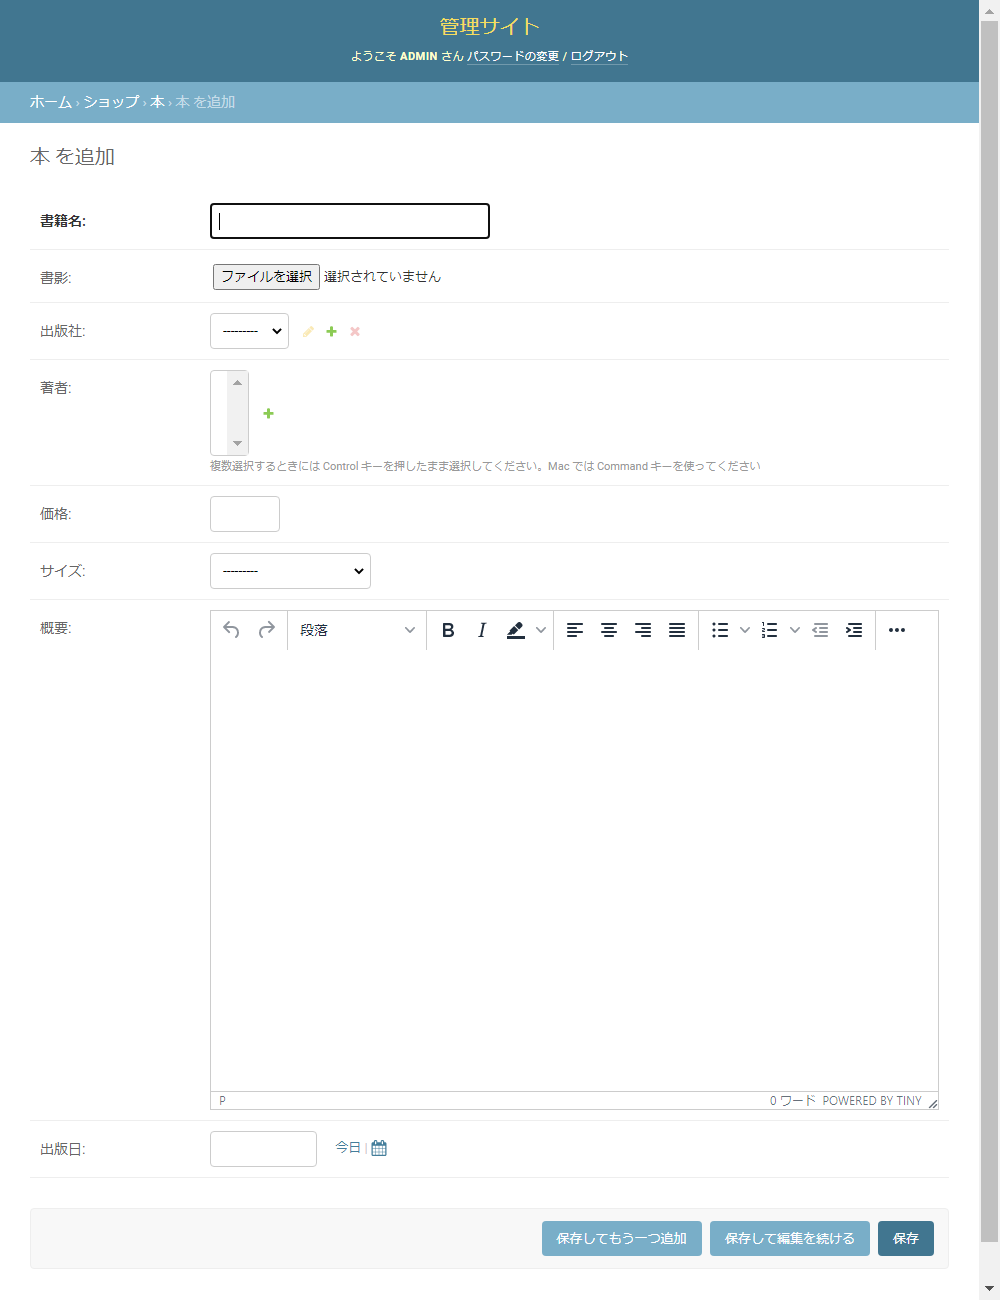 管理サイト
ようこそ ADMIN さん パスワードの変更 / ログアウト
ホーム › ショップ › 本 › 本 を追加
本 を追加
書籍名:
書影: ファイルを選択 選択されていません
出版社: ---------
著者:
複数選択するときには Control キーを押したまま選択してください。Mac では Command キーを使ってください
価格:
サイズ: ---------
概要: 段落 B I
P 0 ワード POWERED BY TINY
出版日: 今日 |
保存してもう一つ追加 保存して編集を続ける 保存